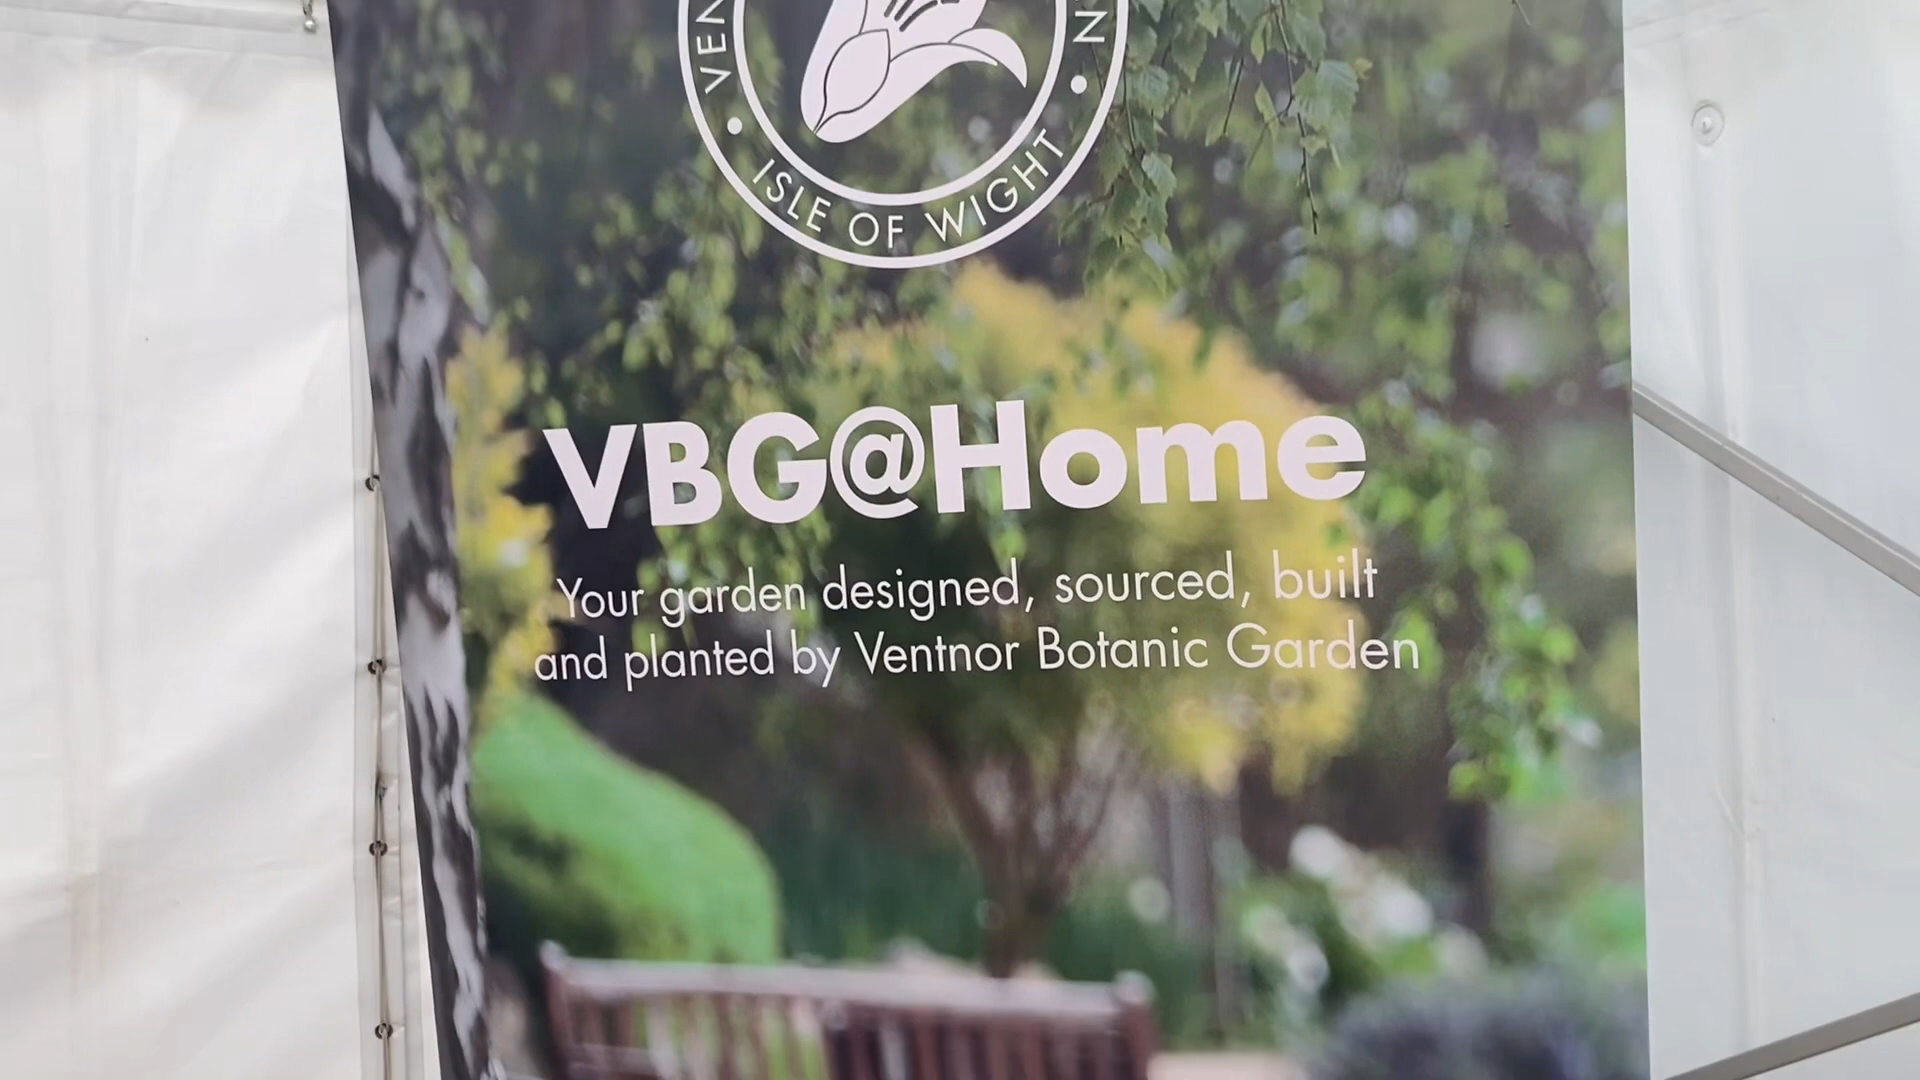 ISLE OF WIGHT
VBG@Home
Your garden designed, sourced, built
and planted by Ventnor Botanic Garden